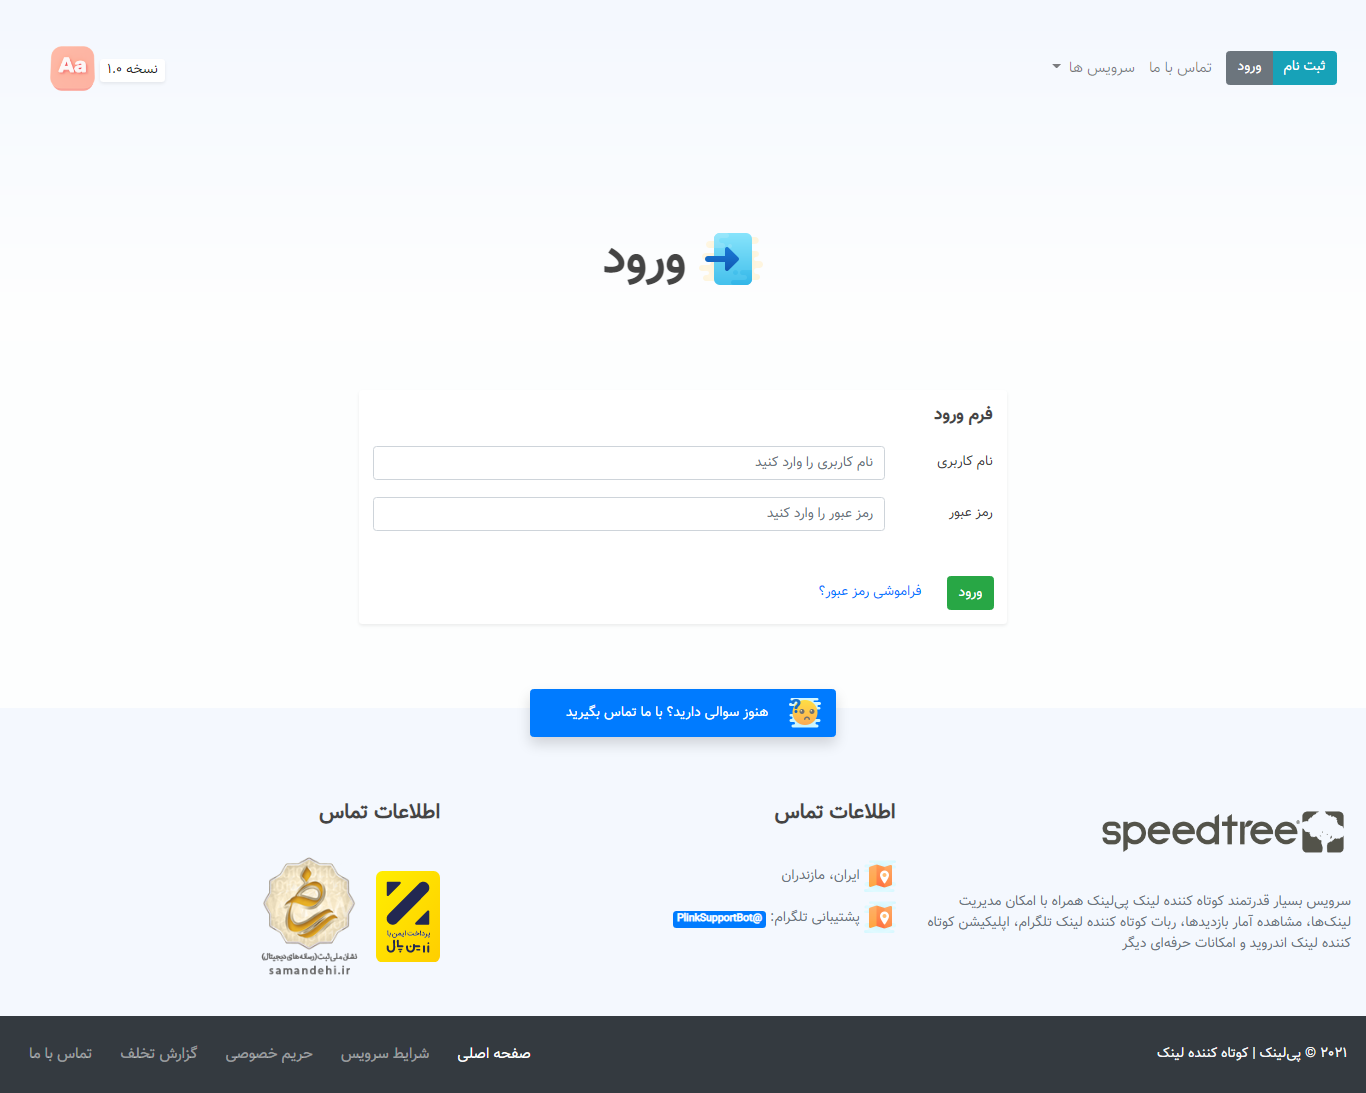 ثبت نام
ورود
تماس با ما
سرویس ها
نسخه ۱.۰
Aa
ورود
فرم ورود
نام کاربری
نام کاربری را وارد کنید
رمز عبور
رمز عبور را وارد کنید
ورود
فراموشی رمز عبور؟
هنوز سوالی دارید؟ با ما تماس بگیرید
speedtree®
سرویس بسیار قدرتمند کوتاه کننده لینک پی‌لینک همراه با امکان مدیریت
لینک‌ها، مشاهده آمار بازدیدها، ربات کوتاه کننده لینک تلگرام، اپلیکیشن کوتاه
کننده لینک اندروید و امکانات حرفه‌ای دیگر
اطلاعات تماس
ایران، مازندران
پشتیبانی تلگرام: @PlinkSupportBot
اطلاعات تماس
پرداخت ایمن با
زرین پال
نشان ملی ثبت (رسانه های دیجیتال)
samandehi.ir
۲۰۲۱ © پی‌لینک | کوتاه کننده لینک
صفحه اصلی
شرایط سرویس
حریم خصوصی
گزارش تخلف
تماس با ما